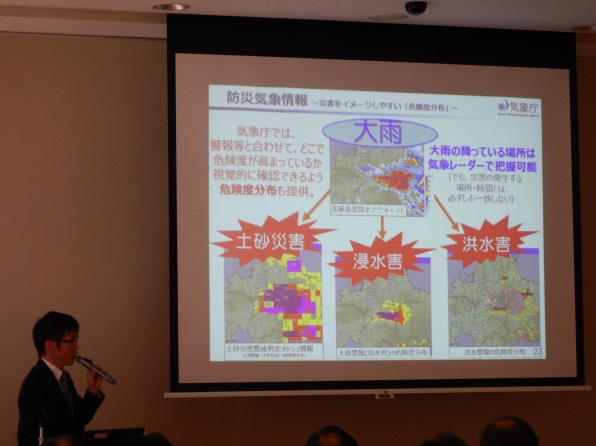 防災気象情報 ～災害をイメージしやすい「危険度分布」～
気象庁
Japan Meteorological Agency
大雨
気象庁では、
警報等と合わせて、どこで
危険度が高まっているか
視覚的に確認できるよう
危険度分布も提供。
大雨の降っている場所は
気象レーダーで把握可能
(でも、災害の発生する
場所・時間とは、
必ずしも一致しない)
高解像度降水ナウキャスト
土砂災害
浸水害
洪水害
土砂災害警戒判定メッシュ情報
大雨警報(浸水害)の危険度分布
洪水警報の危険度分布
23